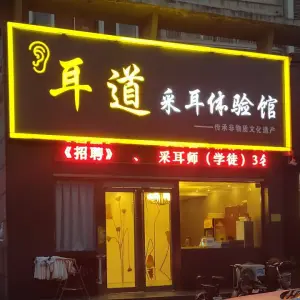 耳道 采耳体验馆
——传承非物质文化遗产
《招聘》 、 采耳师（学徒）3名